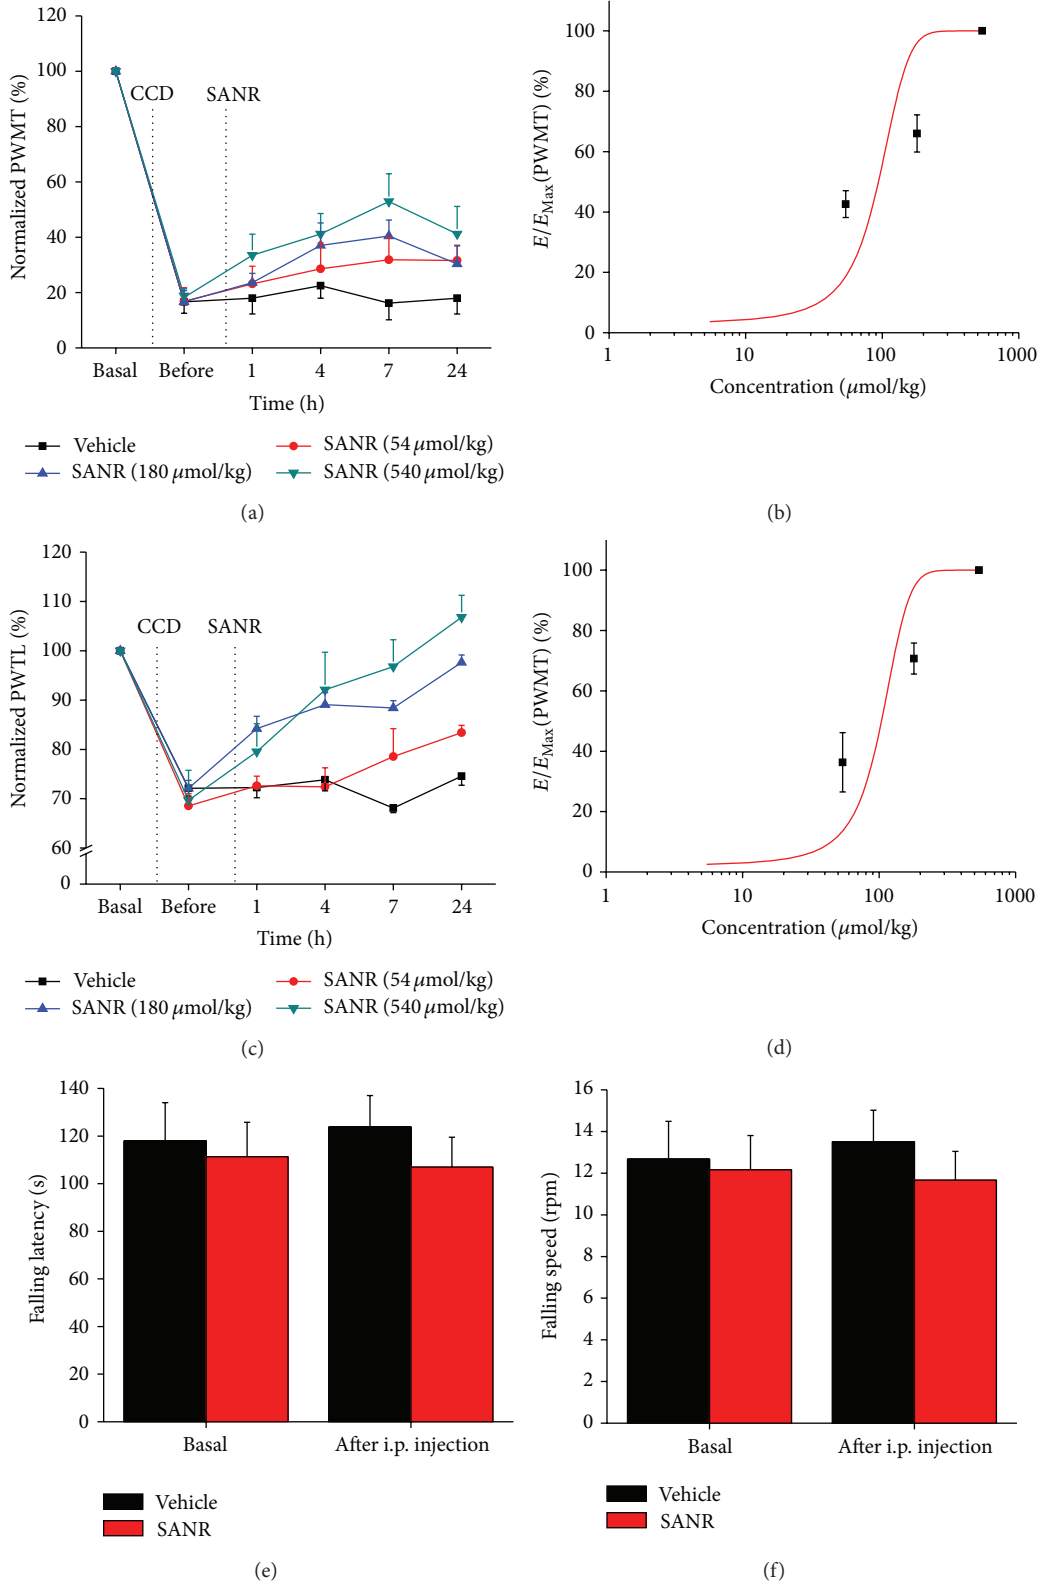 120
100
80
60
40
20
0
Normalized PWMT (%)
CCD
SANR
Basal
Before
1
4
7
24
Time (h)
Vehicle
SANR (54 μmol/kg)
SANR (180 μmol/kg)
SANR (540 μmol/kg)
(a)
100
80
60
40
20
0
E/EMax(PWMT) (%)
1
10
100
1000
Concentration (μmol/kg)
(b)
120
110
100
90
80
70
60
0
Normalized PWTL (%)
CCD
SANR
Basal
Before
1
4
7
24
Time (h)
Vehicle
SANR (54 μmol/kg)
SANR (180 μmol/kg)
SANR (540 μmol/kg)
(c)
100
80
60
40
20
0
E/EMax(PWMT) (%)
1
10
100
1000
Concentration (μmol/kg)
(d)
140
120
100
80
60
40
20
0
Falling latency (s)
Basal
After i.p. injection
Vehicle
SANR
(e)
16
14
12
10
8
6
4
2
0
Falling speed (rpm)
Basal
After i.p. injection
Vehicle
SANR
(f)